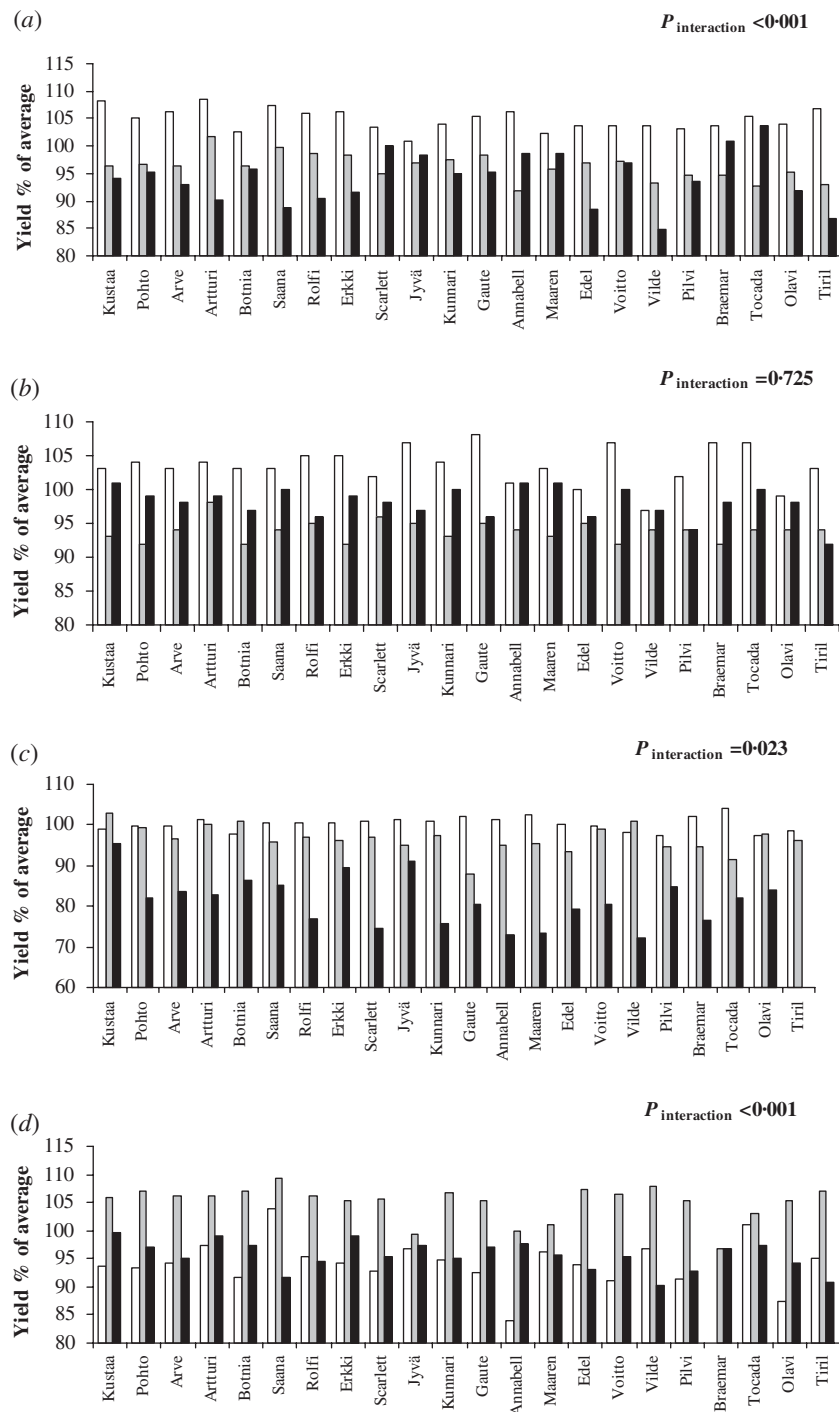 (a)
P interaction <0·001
Yield % of average
115
110
105
100
95
90
85
80
Kustaa
Pohto
Arve
Artturi
Botnia
Saana
Rolfi
Erkki
Scarlett
Jyvä
Kunnari
Gaute
Annabell
Maaren
Edel
Voitto
Vilde
Pilvi
Braemar
Tocada
Olavi
Tiril
(b)
P interaction =0·725
Yield % of average
110
105
100
95
90
85
80
Kustaa
Pohto
Arve
Artturi
Botnia
Saana
Rolfi
Erkki
Scarlett
Jyvä
Kunnari
Gaute
Annabell
Maaren
Edel
Voitto
Vilde
Pilvi
Braemar
Tocada
Olavi
Tiril
(c)
P interaction =0·023
Yield % of average
110
100
90
80
70
60
Kustaa
Pohto
Arve
Artturi
Botnia
Saana
Rolfi
Erkki
Scarlett
Jyvä
Kunnari
Gaute
Annabell
Maaren
Edel
Voitto
Vilde
Pilvi
Braemar
Tocada
Olavi
Tiril
(d)
P interaction <0·001
Yield % of average
115
110
105
100
95
90
85
80
Kustaa
Pohto
Arve
Artturi
Botnia
Saana
Rolfi
Erkki
Scarlett
Jyvä
Kunnari
Gaute
Annabell
Maaren
Edel
Voitto
Vilde
Pilvi
Braemar
Tocada
Olavi
Tiril